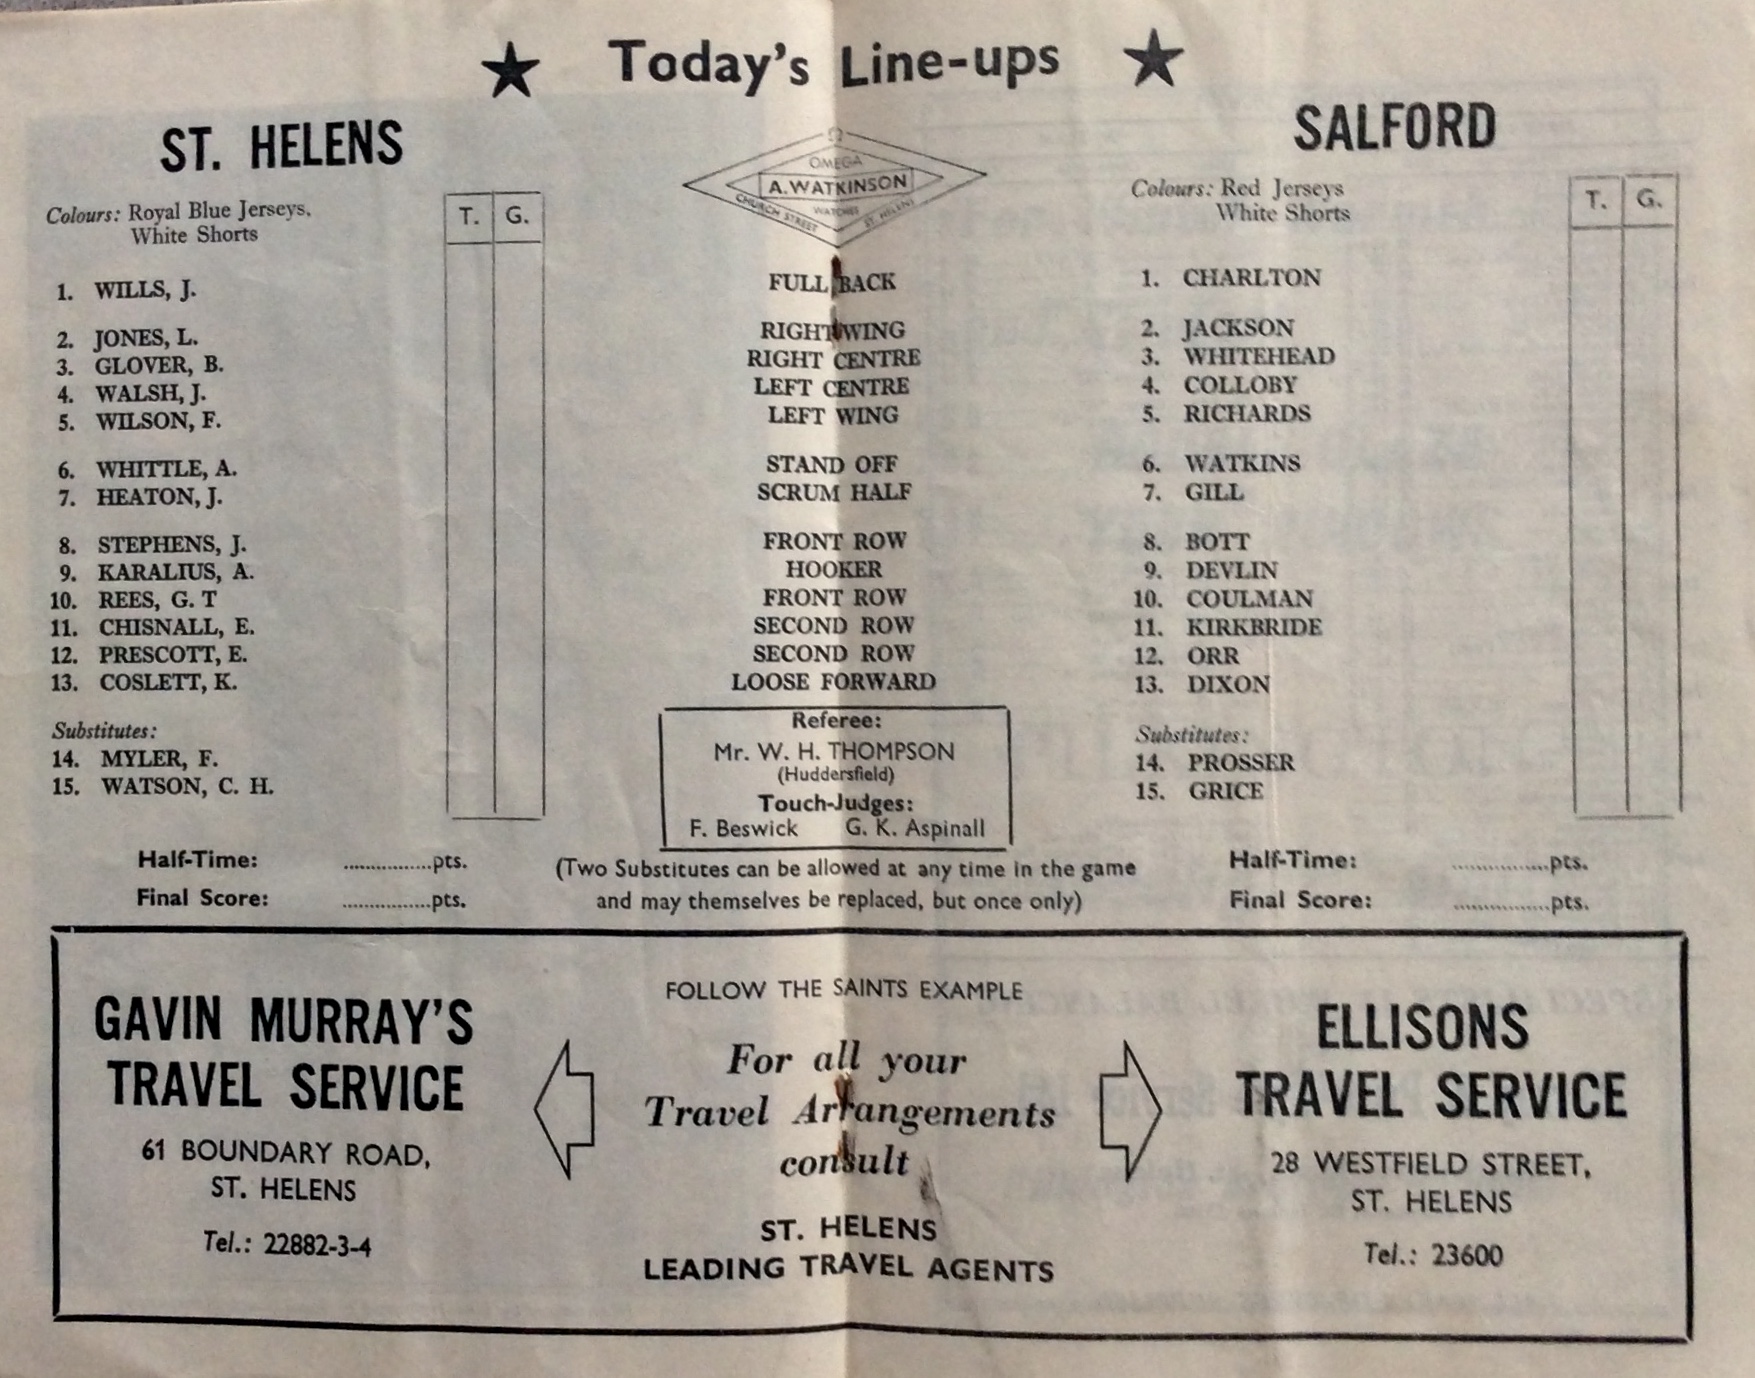 ★ Today's Line-ups ★
ST. HELENS
SALFORD
Colours: Royal Blue Jerseys,
White Shorts
T. G.
Ω
OMEGA
A. WATKINSON
WATCHES
CHURCH STREET ST. HELENS
Colours: Red Jerseys
White Shorts
T. G.
1. WILLS, J. FULL BACK 1. CHARLTON
2. JONES, L. RIGHT WING 2. JACKSON
3. GLOVER, B. RIGHT CENTRE 3. WHITEHEAD
4. WALSH, J. LEFT CENTRE 4. COLLOBY
5. WILSON, F. LEFT WING 5. RICHARDS
6. WHITTLE, A. STAND OFF 6. WATKINS
7. HEATON, J. SCRUM HALF 7. GILL
8. STEPHENS, J. FRONT ROW 8. BOTT
9. KARALIUS, A. HOOKER 9. DEVLIN
10. REES, G. T FRONT ROW 10. COULMAN
11. CHISNALL, E. SECOND ROW 11. KIRKBRIDE
12. PRESCOTT, E. SECOND ROW 12. ORR
13. COSLETT, K. LOOSE FORWARD 13. DIXON
Substitutes:
14. MYLER, F.
15. WATSON, C. H.
Referee:
Mr. W. H. THOMPSON
(Huddersfield)
Touch-Judges:
F. Beswick G. K. Aspinall
Substitutes:
14. PROSSER
15. GRICE
Half-Time: ...............pts.
Final Score: ...............pts.
(Two Substitutes can be allowed at any time in the game
and may themselves be replaced, but once only)
Half-Time: ................pts.
Final Score: ................pts.
GAVIN MURRAY'S
TRAVEL SERVICE
61 BOUNDARY ROAD,
ST. HELENS
Tel.: 22882-3-4
FOLLOW THE SAINTS EXAMPLE
For all your
Travel Arrangements
consult
ST. HELENS
LEADING TRAVEL AGENTS
ELLISONS
TRAVEL SERVICE
28 WESTFIELD STREET,
ST. HELENS
Tel.: 23600